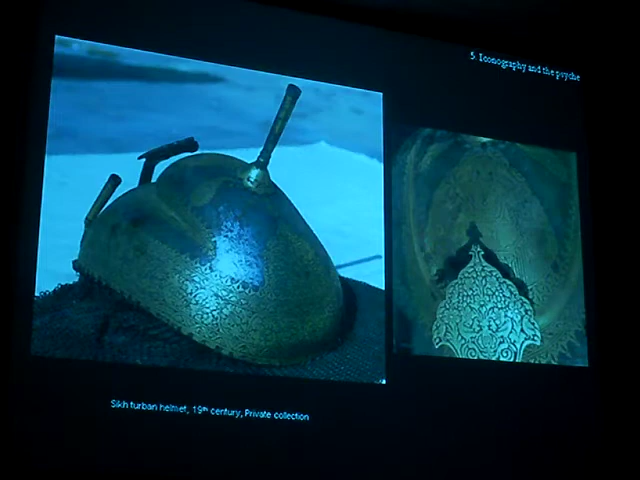 5. Iconography and the psyche
Sikh turban helmet, 19th century, Private collection